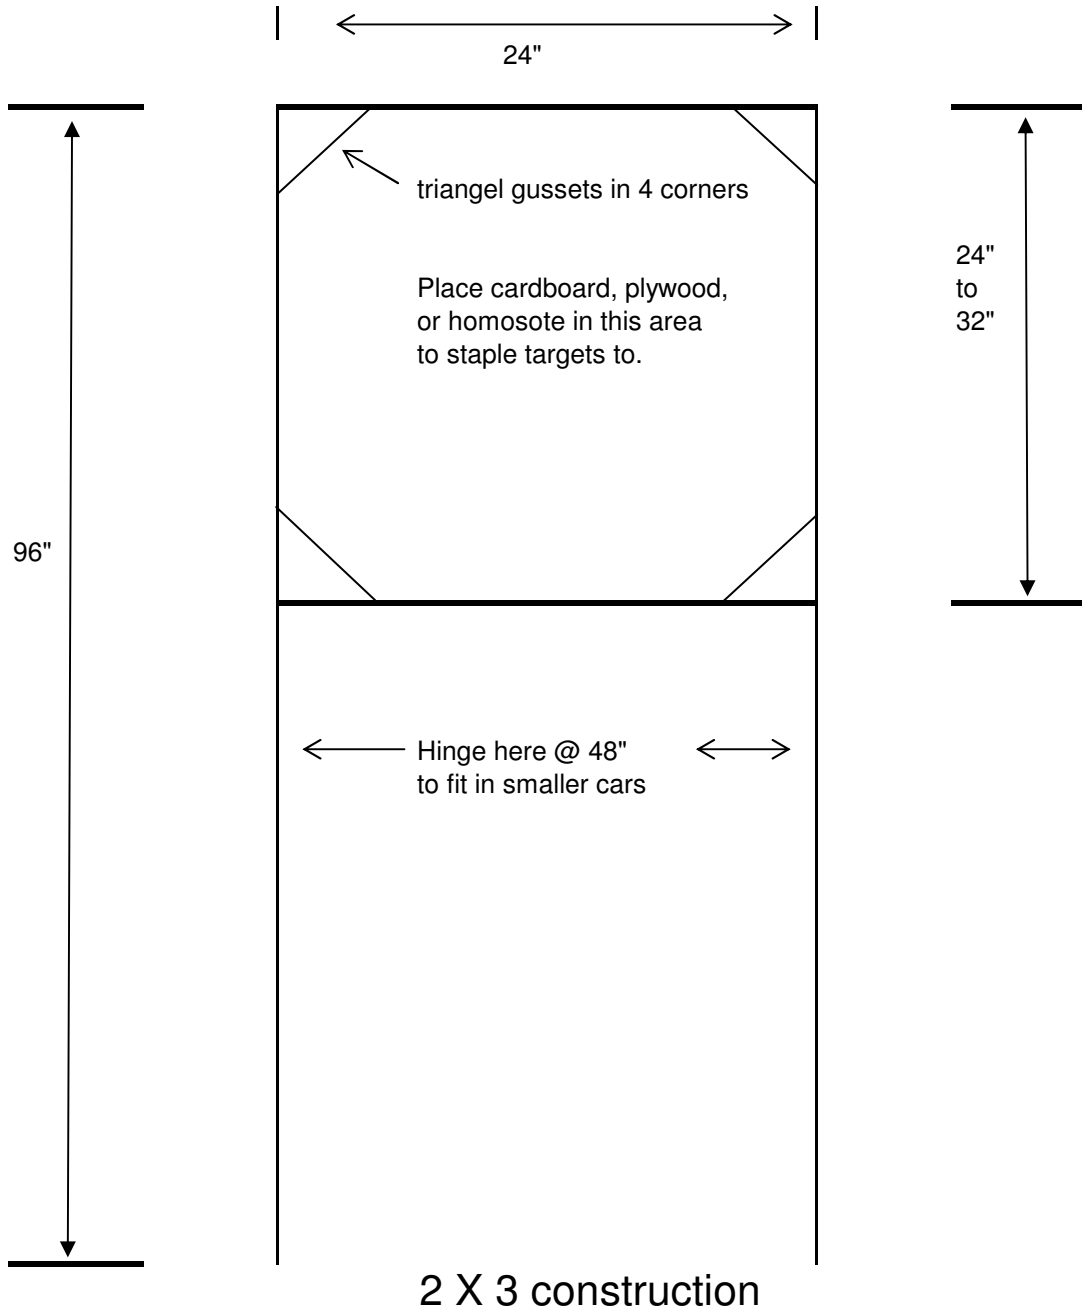 24"
triangel gussets in 4 corners
24"
to
32"
Place cardboard, plywood,
or homosote in this area
to staple targets to.
96"
Hinge here @ 48"
to fit in smaller cars
2 X 3 construction